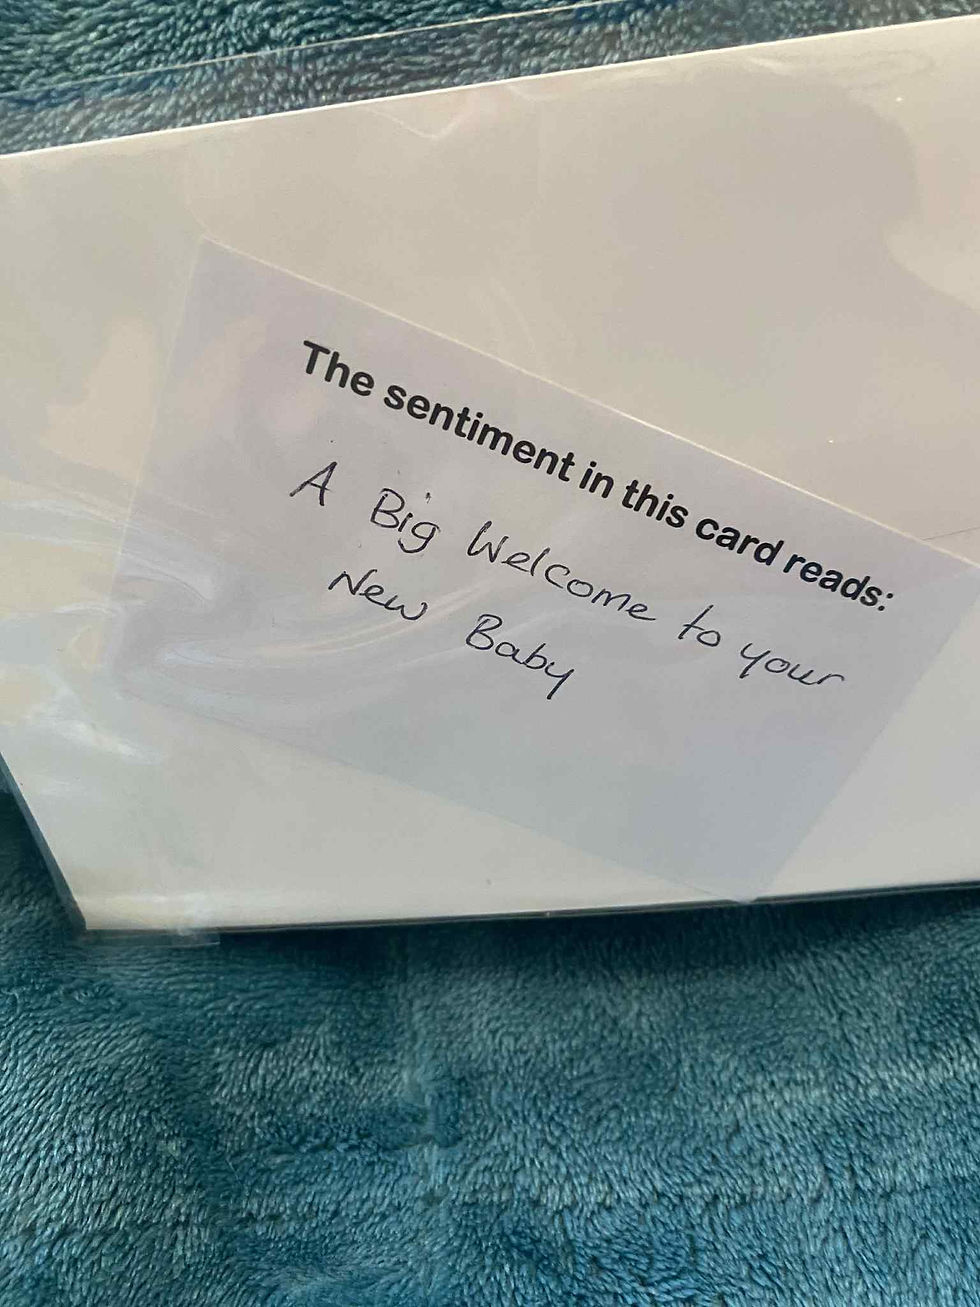 The sentiment in this card reads:
A Big Welcome to your
New Baby